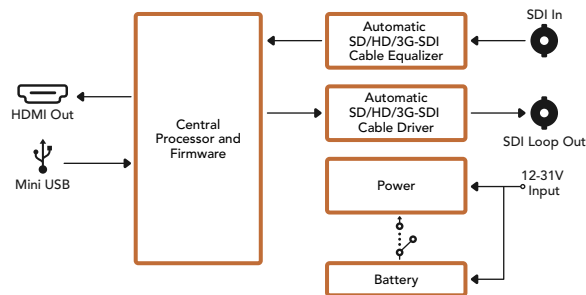 SDI In
Automatic
SD/HD/3G-SDI
Cable Equalizer
HDMI Out
Automatic
SD/HD/3G-SDI
Cable Driver
SDI Loop Out
Central
Processor and
Firmware
Mini USB
Power
12-31V
Input
Battery